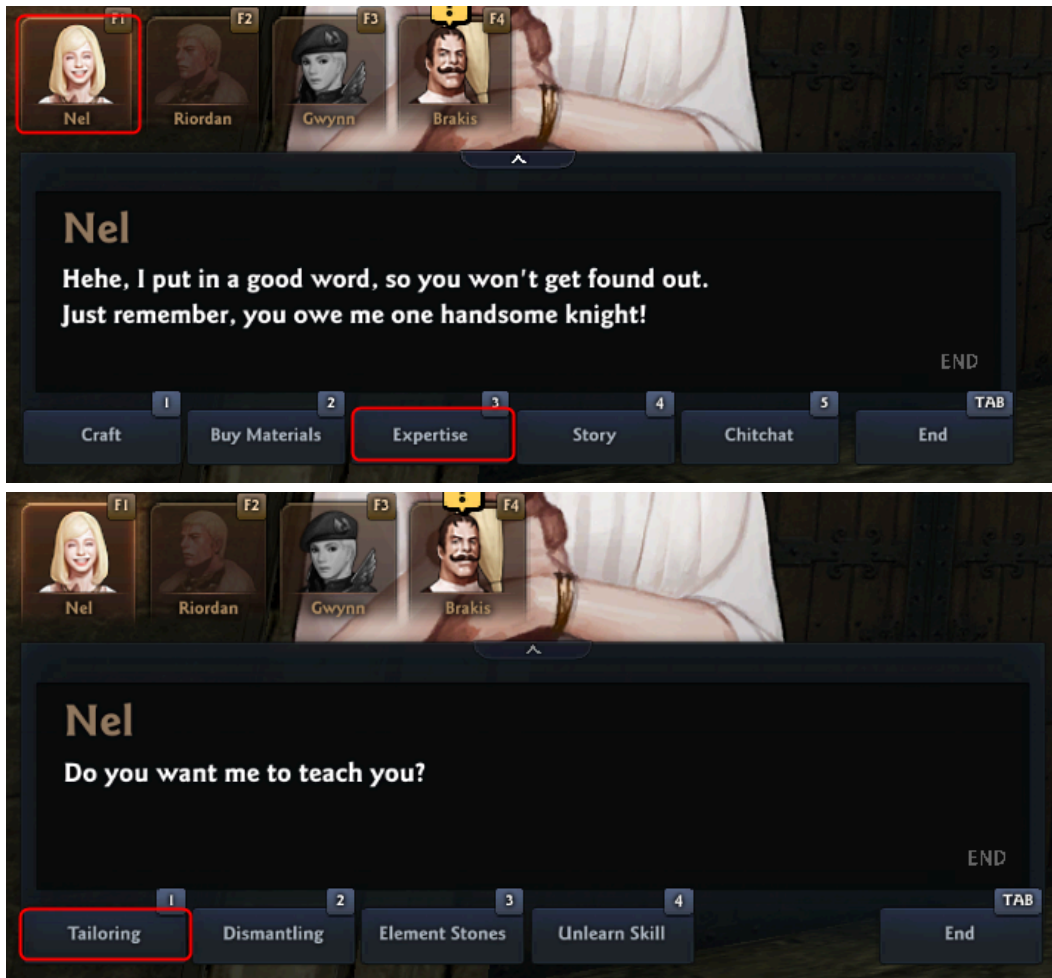 F1
F2
F3
F4
Nel
Riordan
Gwynn
Brakis
Nel
Hehe, I put in a good word, so you won't get found out.
Just remember, you owe me one handsome knight!
END
1
2
3
4
5
TAB
Craft
Buy Materials
Expertise
Story
Chitchat
End
F1
F2
F3
F4
Nel
Riordan
Gwynn
Brakis
Nel
Do you want me to teach you?
END
1
2
3
4
TAB
Tailoring
Dismantling
Element Stones
Unlearn Skill
End